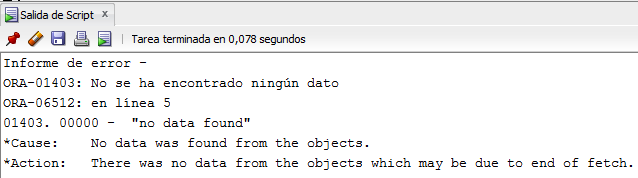 Salida de Script x
Tarea terminada en 0,078 segundos
Informe de error -
ORA-01403: No se ha encontrado ningún dato
ORA-06512: en línea 5
01403. 00000 - "no data found"
*Cause: No data was found from the objects.
*Action: There was no data from the objects which may be due to end of fetch.